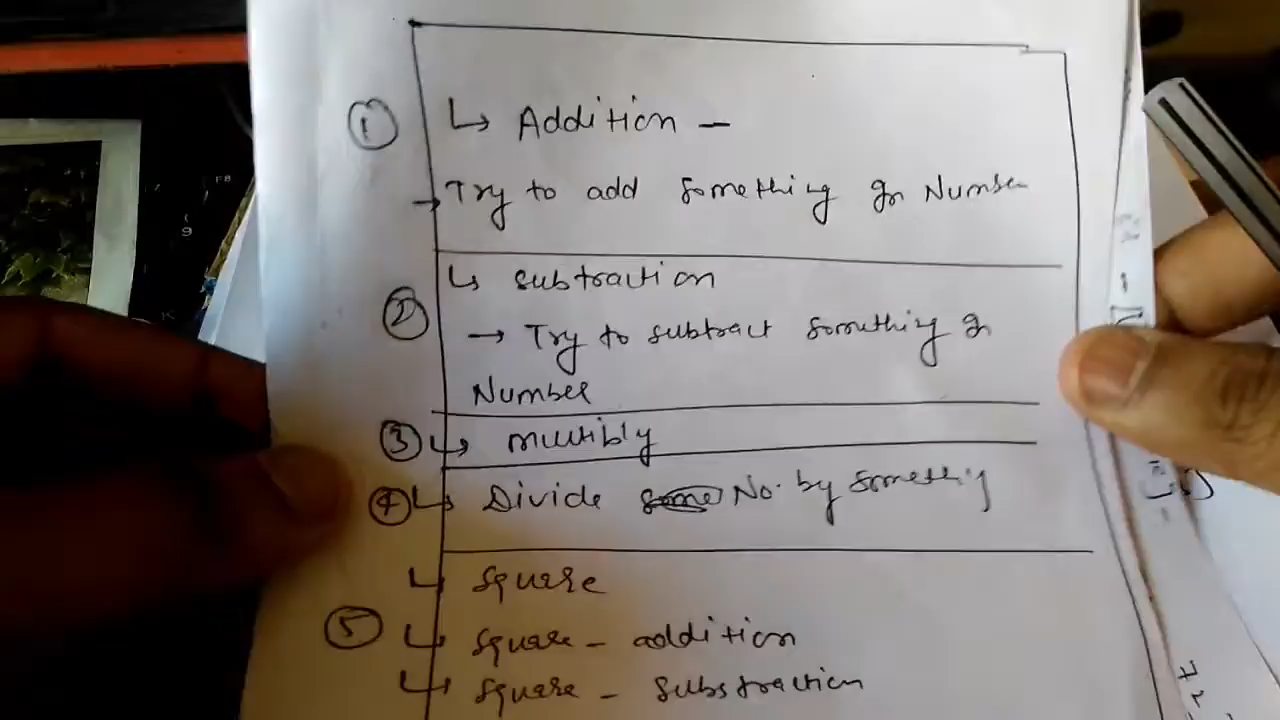 ① ↳ Addition –
→ Try to add something in Number
② ↳ subtraction
→ Try to subtract something in
Number
③ ↳ multibly
④ ↳ Divide No. by something
↳ square
⑤ ↳ square – addition
↳ square – substraction